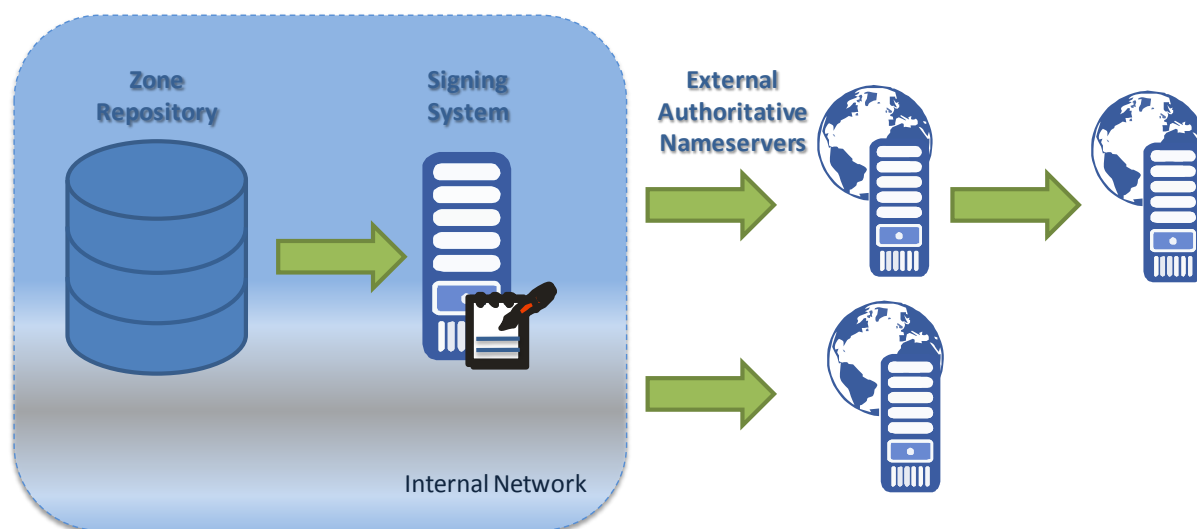 Zone
Repository
Signing
System
External
Authoritative
Nameservers
Internal Network